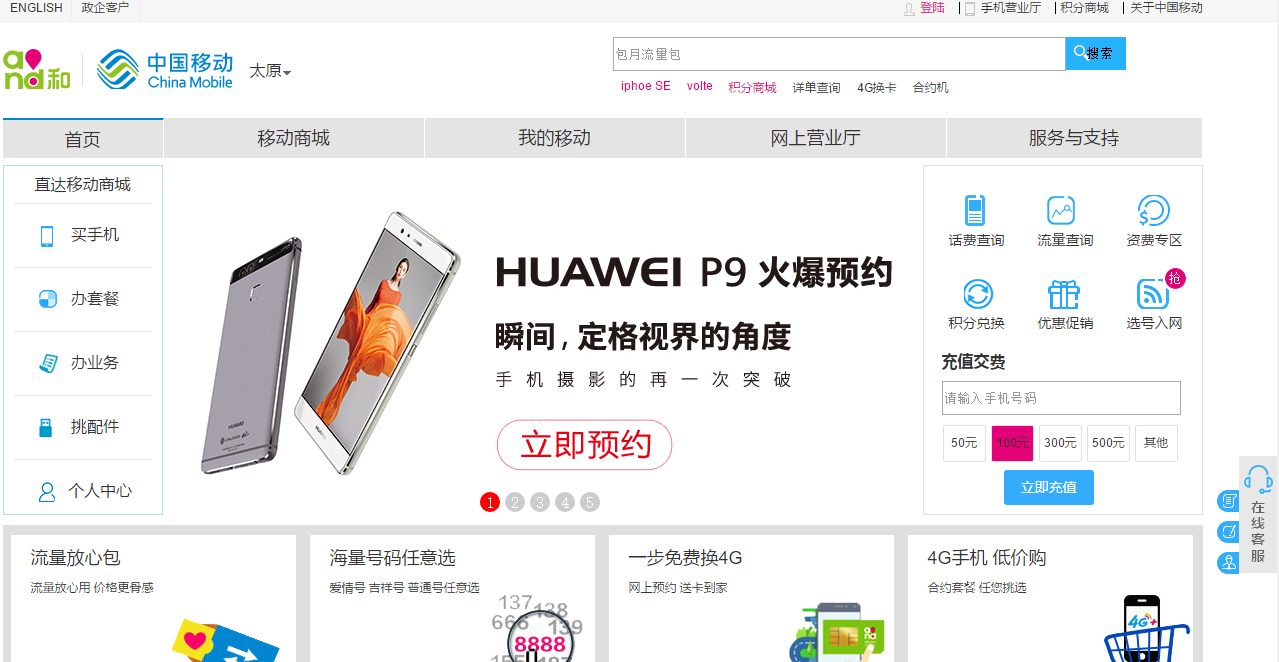 ENGLISH 政企客户 登陆 手机营业厅 积分商城 关于中国移动
and和 中国移动 China Mobile 太原
包月流量包 搜索
iphoe SE volte 积分商城 详单查询 4G换卡 合约机
首页 移动商城 我的移动 网上营业厅 服务与支持
直达移动商城
买手机
办套餐
办业务
挑配件
个人中心
HUAWEI P9 火爆预约
瞬间，定格视界的角度
手机摄影的再一次突破
立即预约
1 2 3 4 5
HUAWEI
话费查询 流量查询 资费专区
抢
积分兑换 优惠促销 选号入网
充值交费
请输入手机号码
50元 100元 300元 500元 其他
立即充值
在线客服
流量放心包
流量放心用 价格更骨感
海量号码任意选
爱情号 吉祥号 普通号任意选
137 138
666 139
8888
一步免费换4G
网上预约 送卡到家
4G手机 低价购
合约套餐 任您挑选
4G+